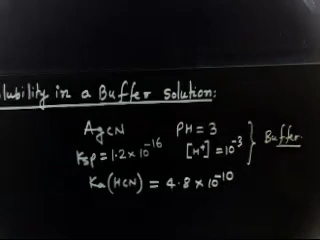 in a Buffer solution:
AgCN PH = 3
Ksp = 1.2 × 10⁻¹⁶ [H⁺] = 10⁻³ } Buffer.
Ka (HCN) = 4.8 × 10⁻¹⁰